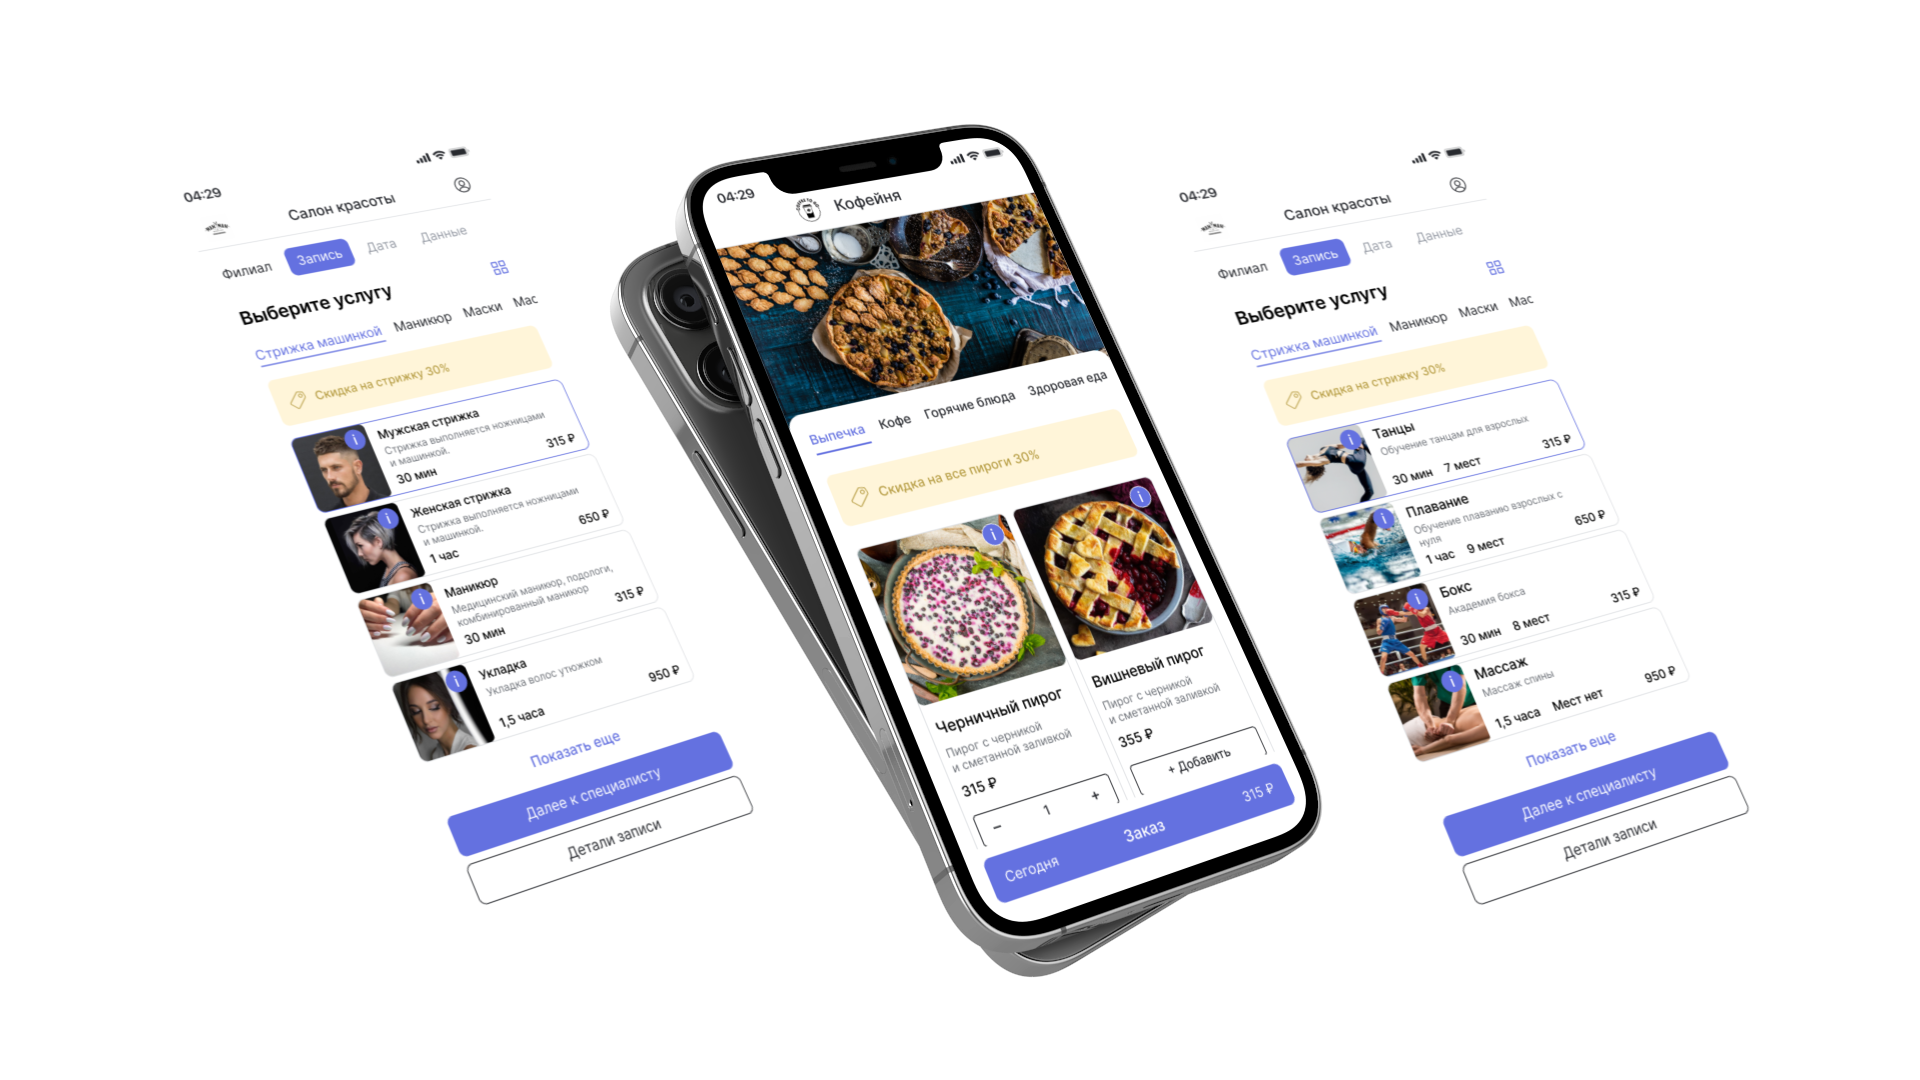 04:29
Салон красоты
Филиал
Запись
Дата
Данные
Выберите услугу
Стрижка машинкой
Маникюр
Маски
Мас
Скидка на стрижку 30%
Мужская стрижка
Стрижка выполняется ножницами
и машинкой.
30 мин
315 ₽
Женская стрижка
Стрижка выполняется ножницами
и машинкой.
1 час
650 ₽
Маникюр
Медицинский маникюр, подологи,
комбинированный маникюр
30 мин
315 ₽
Укладка
Укладка волос утюжком
1,5 часа
950 ₽
Показать еще
Далее к специалисту
Детали записи
04:29
Кофейня
Выпечка
Кофе
Горячие блюда
Здоровая еда
Скидка на все пироги 30%
Черничный пирог
Пирог с черникой
и сметанной заливкой
315 ₽
− 1 +
Вишневый пирог
Пирог с черникой
и сметанной заливкой
355 ₽
+ Добавить
Сегодня
Заказ
315 ₽
04:29
Салон красоты
Филиал
Запись
Дата
Данные
Выберите услугу
Стрижка машинкой
Маникюр
Маски
Мас
Скидка на стрижку 30%
Танцы
Обучение танцам для взрослых
30 мин
7 мест
315 ₽
Плавание
Обучение плаванию взрослых с
нуля
1 час
9 мест
650 ₽
Бокс
Академия бокса
30 мин
8 мест
315 ₽
Массаж
Массаж спины
1,5 часа
Мест нет
950 ₽
Показать еще
Далее к специалисту
Детали записи